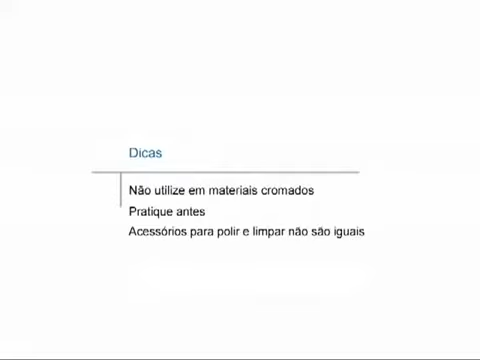 Dicas
Não utilize em materiais cromados
Pratique antes
Acessórios para polir e limpar não são iguais